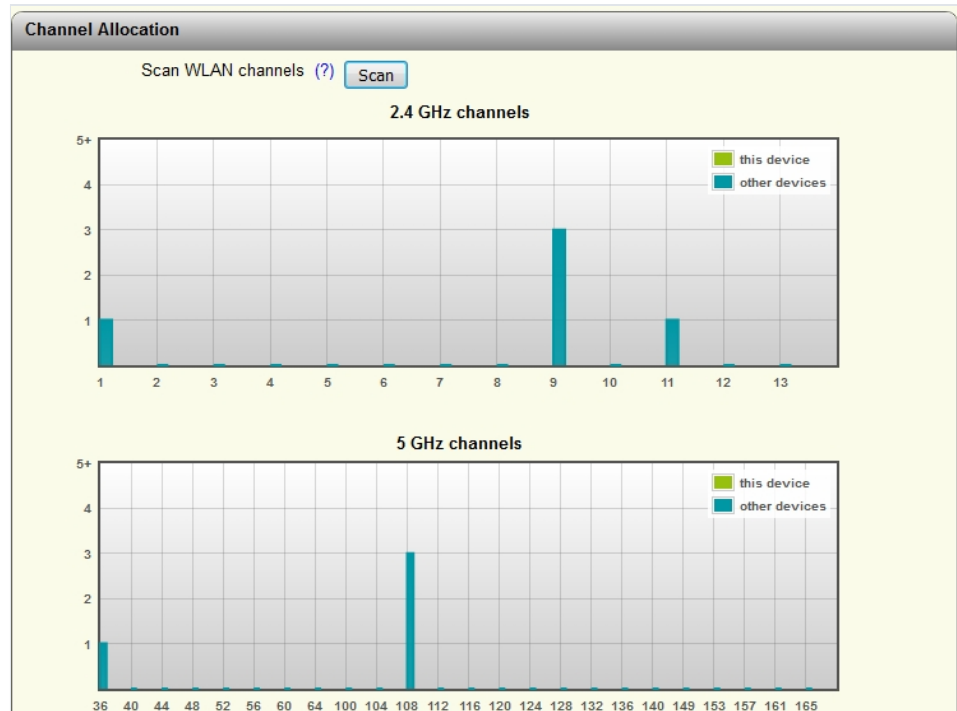 Channel Allocation
Scan WLAN channels (?) Scan
2.4 GHz channels
5+
4
3
2
1
this device
other devices
1 2 3 4 5 6 7 8 9 10 11 12 13
5 GHz channels
5+
4
3
2
1
this device
other devices
36 40 44 48 52 56 60 64 100 104 108 112 116 120 124 128 132 136 140 149 153 157 161 165